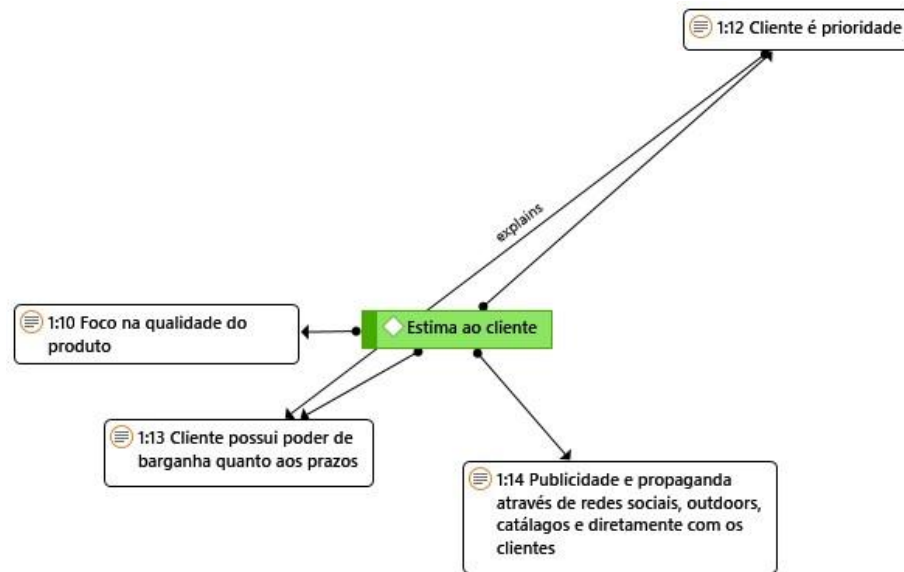 1:12 Cliente é prioridade
explains
1:10 Foco na qualidade do
produto
Estima ao cliente
1:13 Cliente possui poder de
barganha quanto aos prazos
1:14 Publicidade e propaganda
através de redes sociais, outdoors,
catálagos e diretamente com os
clientes